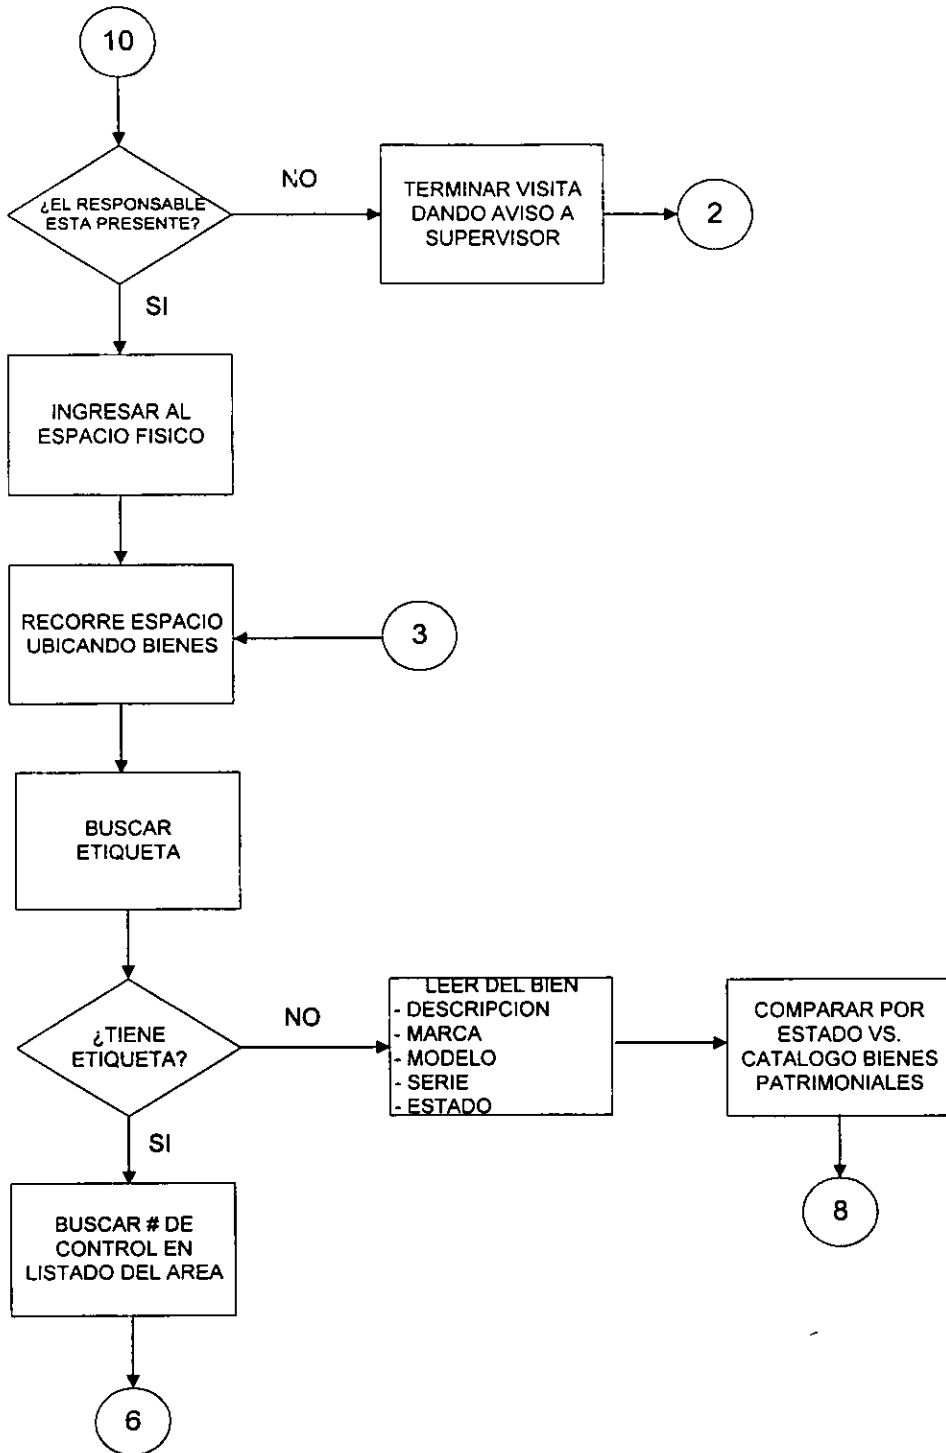 10
¿EL RESPONSABLE
ESTA PRESENTE?
NO
TERMINAR VISITA
DANDO AVISO A
SUPERVISOR
2
SI
INGRESAR AL
ESPACIO FISICO
RECORRE ESPACIO
UBICANDO BIENES
3
BUSCAR
ETIQUETA
¿TIENE
ETIQUETA?
NO
LEER DEL BIEN
- DESCRIPCION
- MARCA
- MODELO
- SERIE
- ESTADO
COMPARAR POR
ESTADO VS.
CATALOGO BIENES
PATRIMONIALES
8
SI
BUSCAR # DE
CONTROL EN
LISTADO DEL AREA
6